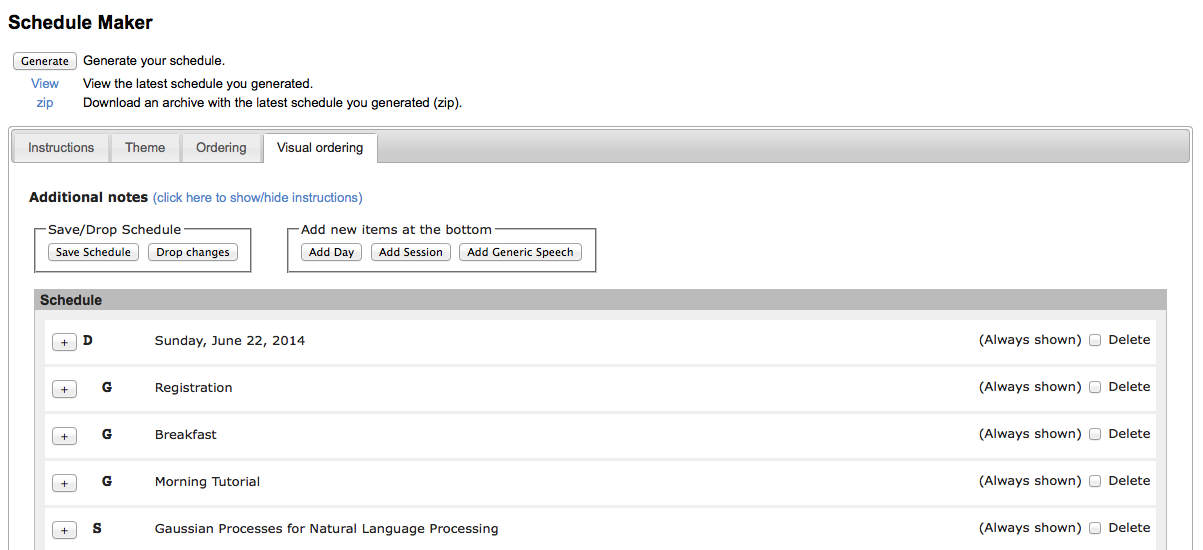 Schedule Maker
Generate Generate your schedule.
View View the latest schedule you generated.
zip Download an archive with the latest schedule you generated (zip).
Instructions Theme Ordering Visual ordering
Additional notes (click here to show/hide instructions)
Save/Drop Schedule Add new items at the bottom
Save Schedule Drop changes Add Day Add Session Add Generic Speech
Schedule
+ D Sunday, June 22, 2014 (Always shown) Delete
+ G Registration (Always shown) Delete
+ G Breakfast (Always shown) Delete
+ G Morning Tutorial (Always shown) Delete
+ S Gaussian Processes for Natural Language Processing (Always shown) Delete